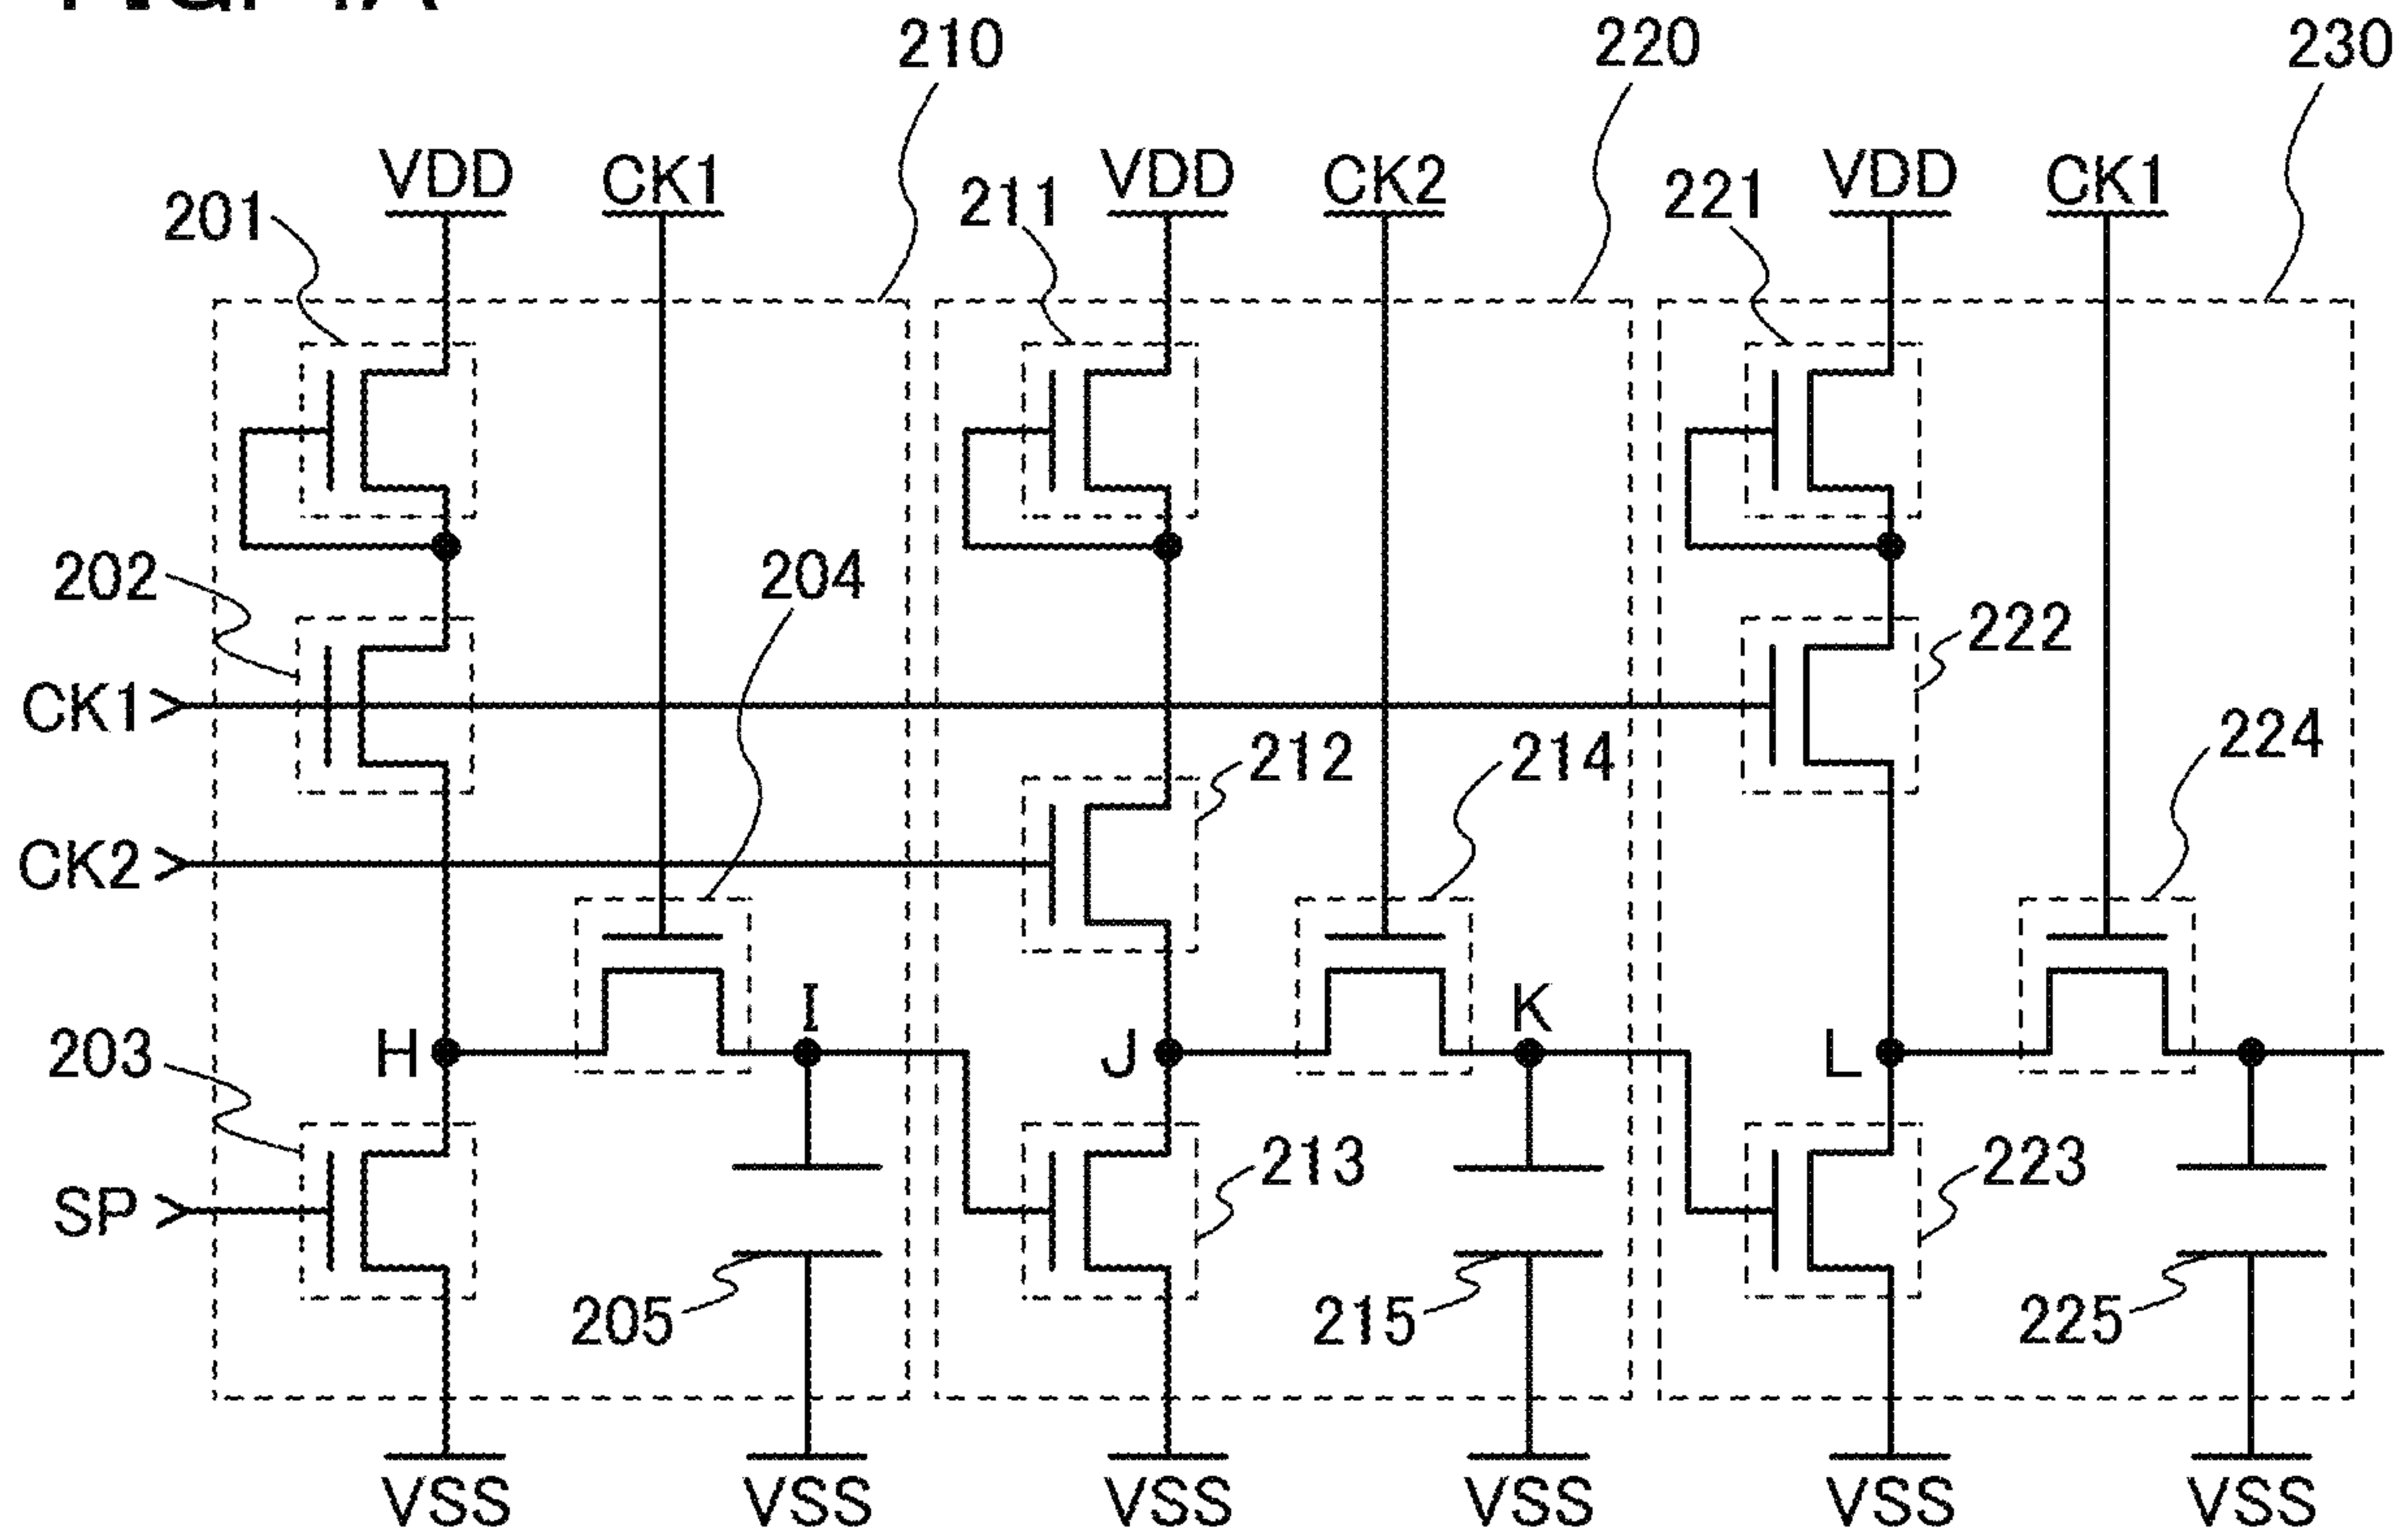 210 220 230
VDD CK1 VDD CK2 VDD CK1
201 211 221
202 204 222
CK1
212 214 224
CK2
H I J K L
203 213 223
SP
205 215 225
VSS VSS VSS VSS VSS VSS